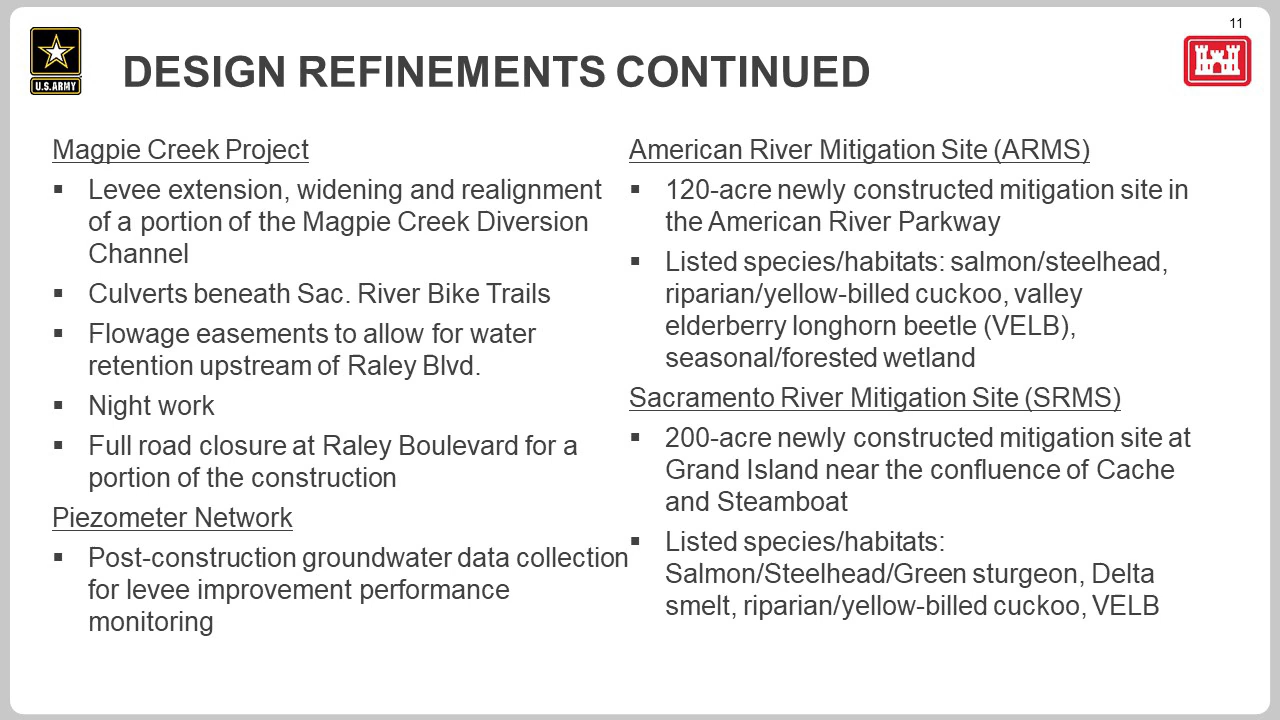 11
U.S.ARMY
DESIGN REFINEMENTS CONTINUED
Magpie Creek Project
▪ Levee extension, widening and realignment
of a portion of the Magpie Creek Diversion
Channel
▪ Culverts beneath Sac. River Bike Trails
▪ Flowage easements to allow for water
retention upstream of Raley Blvd.
▪ Night work
▪ Full road closure at Raley Boulevard for a
portion of the construction
Piezometer Network
▪ Post-construction groundwater data collection
for levee improvement performance
monitoring
American River Mitigation Site (ARMS)
▪ 120-acre newly constructed mitigation site in
the American River Parkway
▪ Listed species/habitats: salmon/steelhead,
riparian/yellow-billed cuckoo, valley
elderberry longhorn beetle (VELB),
seasonal/forested wetland
Sacramento River Mitigation Site (SRMS)
▪ 200-acre newly constructed mitigation site at
Grand Island near the confluence of Cache
and Steamboat
▪ Listed species/habitats:
Salmon/Steelhead/Green sturgeon, Delta
smelt, riparian/yellow-billed cuckoo, VELB